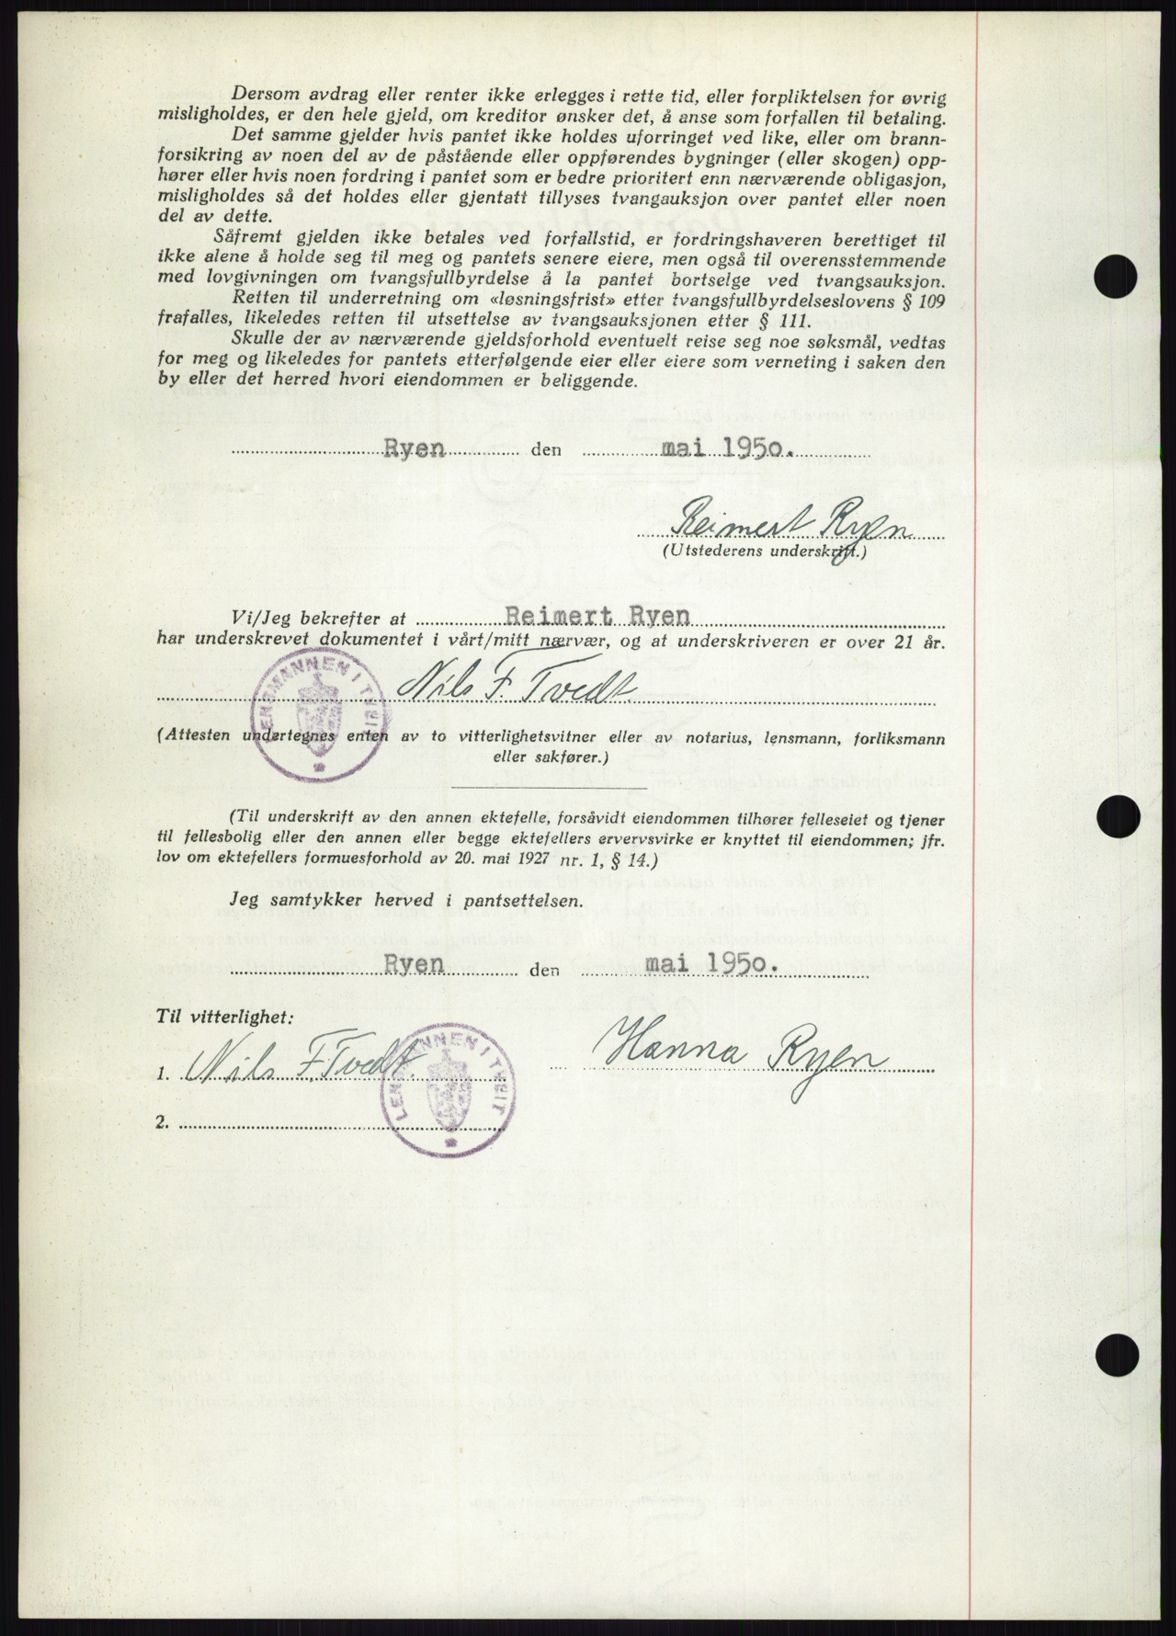 Dersom avdrag eller renter ikke erlegges i rette tid, eller forpliktelsen for øvrig
misligholdes, er den hele gjeld, om kreditor ønsker det, å anse som forfallen til betaling.
Det samme gjelder hvis pantet ikke holdes uforringet ved like, eller om brann-
forsikring av noen del av de påstående eller oppførendes bygninger (eller skogen) opp-
hører eller hvis noen fordring i pantet som er bedre prioritert enn nærværende obligasjon,
misligholdes så det holdes eller gjentatt tillyses tvangauksjon over pantet eller noen
del av dette.
Såfremt gjelden ikke betales ved forfallstid, er fordringshaveren berettiget til
ikke alene å holde seg til meg og pantets senere eiere, men også til overensstemmende
med lovgivningen om tvangsfullbyrdelse å la pantet bortselge ved tvangsauksjon.
Retten til underretning om «løsningsfrist» etter tvangsfullbyrdelseslovens § 109
frafalles, likeledes retten til utsettelse av tvangsauksjonen etter § 111.
Skulle der av nærværende gjeldsforhold eventuelt reise seg noe søksmål, vedtas
for meg og likeledes for pantets etterfølgende eier eller eiere som verneting i saken den
by eller det herred hvori eiendommen er beliggende.
Ryen den mai 1950.
Reimert Ryen
(Utstederens underskrift.)
Vi/Jeg bekrefter at Reimert Ryen
har underskrevet dokumentet i vårt/mitt nærvær, og at underskriveren er over 21 år.
LENSMANNEN I TVEIT
Nils F. Tvedt
(Attesten undertegnes enten av to vitterlighetsvitner eller av notarius, lensmann, forliksmann
eller sakfører.)
(Til underskrift av den annen ektefelle, forsåvidt eiendommen tilhører felleseiet og tjener
til fellesbolig eller den annen eller begge ektefellers ervervsvirke er knyttet til eiendommen; jfr.
lov om ektefellers formuesforhold av 20. mai 1927 nr. 1, § 14.)
Jeg samtykker herved i pantsettelsen.
Ryen den mai 1950.
Til vitterlighet:
Hanna Ryen
1. Nils F. Tvedt.
LENSMANNEN I TVEIT
2.